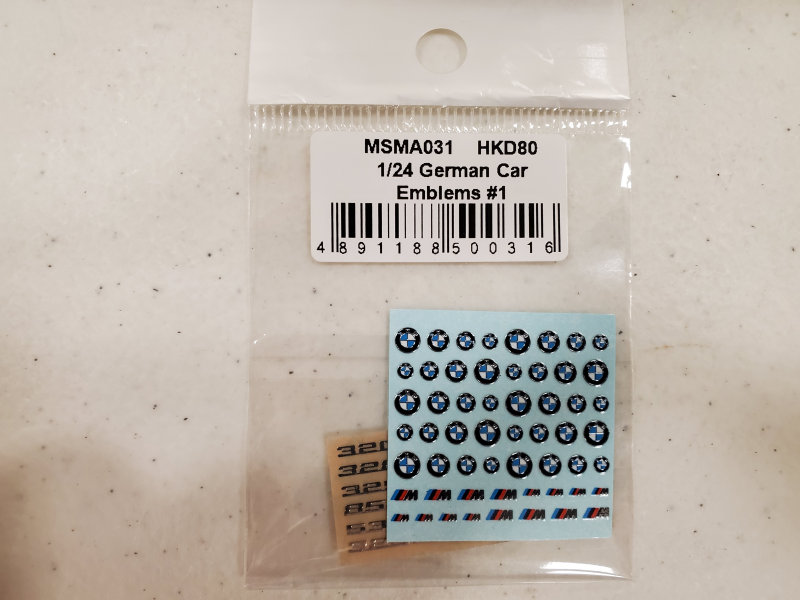 MSMA031 HKD80
1/24 German Car
Emblems #1
4 891188 500316